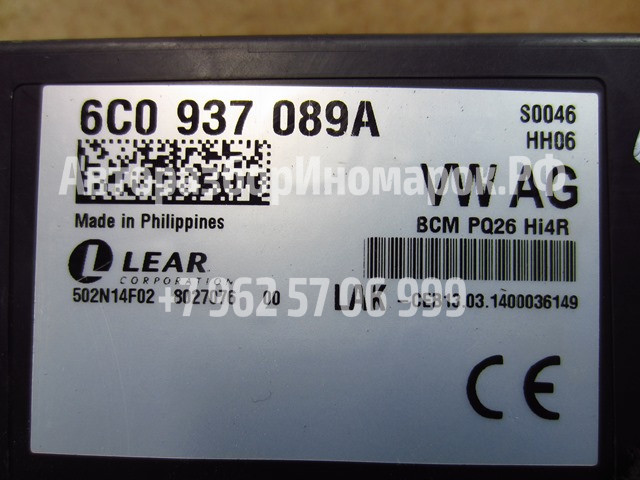 6C0 937 089A
S0046
HH06
АвторазборИномарок.РФ
VW AG
Made in Philippines
BCM PQ26 Hi4R
LEAR
CORPORATION
502N14F02 8027076 00
LAK -CEB13.03.1400036149
+7 962 57 06 999
CE